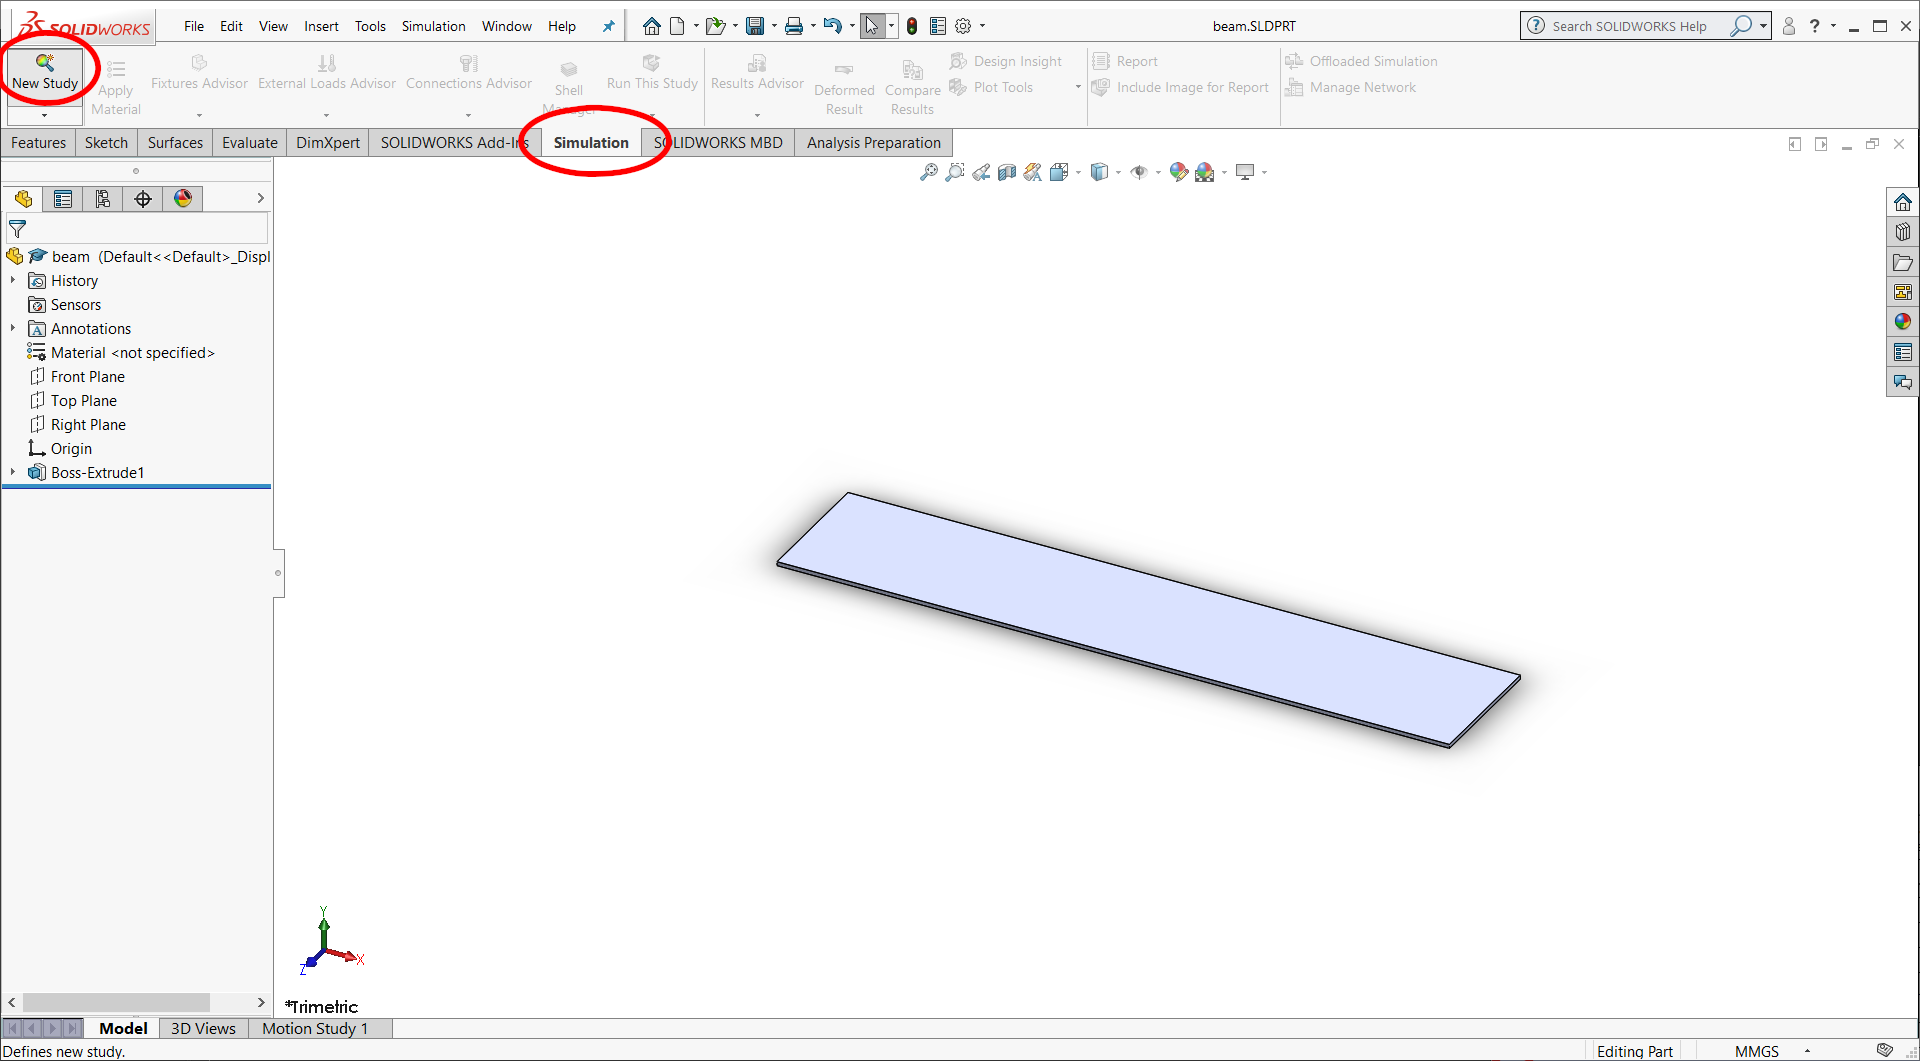 SOLIDWORKS File Edit View Insert Tools Simulation Window Help beam.SLDPRT Search SOLIDWORKS Help ?
New Study Apply Material Fixtures Advisor External Loads Advisor Connections Advisor Shell Manager Run This Study Results Advisor Deformed Result Compare Results Design Insight Plot Tools Report Include Image for Report Offloaded Simulation Manage Network
Features Sketch Surfaces Evaluate DimXpert SOLIDWORKS Add-Ins Simulation SOLIDWORKS MBD Analysis Preparation
beam (Default<<Default>_Displ
History
Sensors
Annotations
Material <not specified>
Front Plane
Top Plane
Right Plane
Origin
Boss-Extrude1
Y
X
Z
*Trimetric
Model 3D Views Motion Study 1
Defines new study. Editing Part MMGS